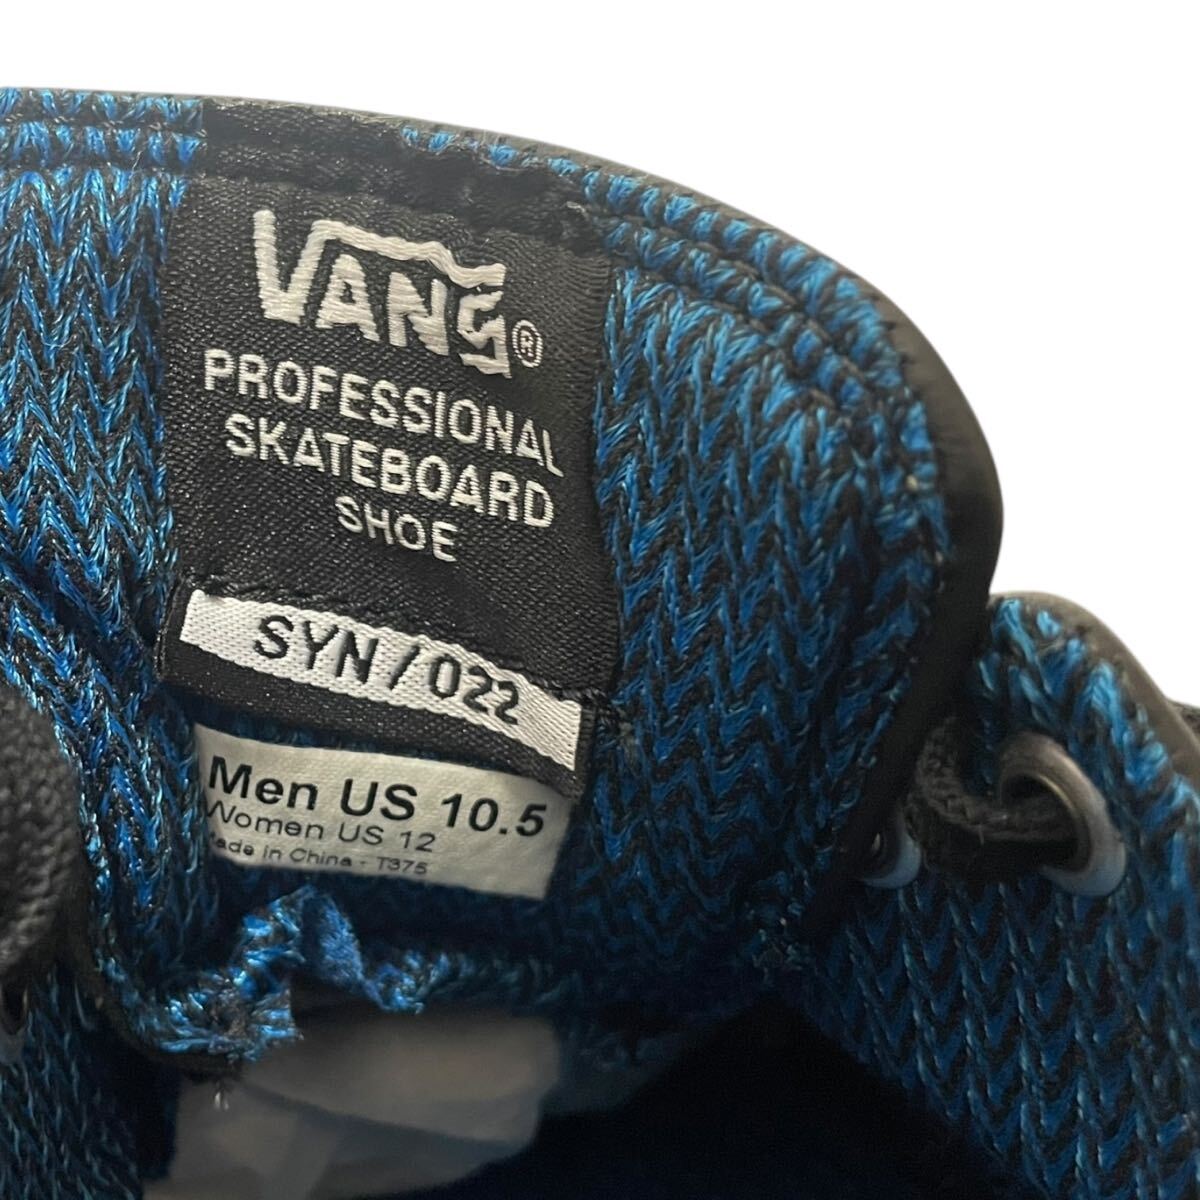 VANS®
PROFESSIONAL
SKATEBOARD
SHOE
SYN/022
Men US 10.5
Women US 12
Made in China - T375